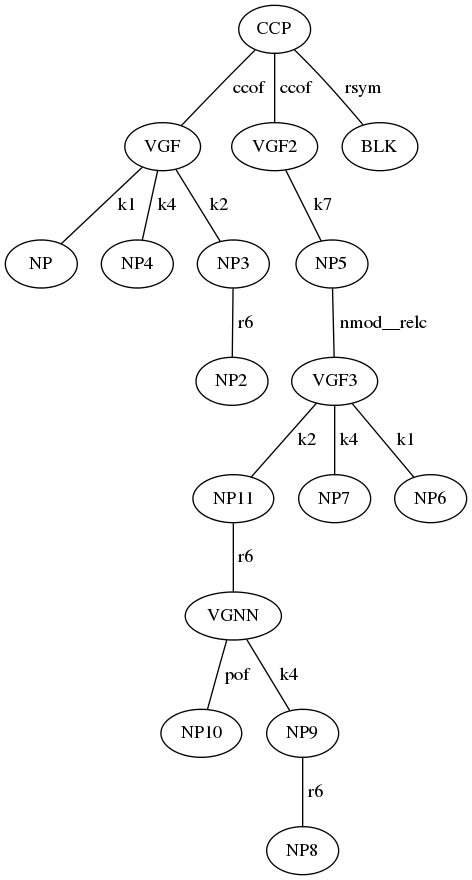 CCP
ccof ccof rsym
VGF VGF2 BLK
k1 k4 k2 k7
NP NP4 NP3 NP5
r6 nmod__relc
NP2 VGF3
k2 k4 k1
NP11 NP7 NP6
r6
VGNN
pof k4
NP10 NP9
r6
NP8